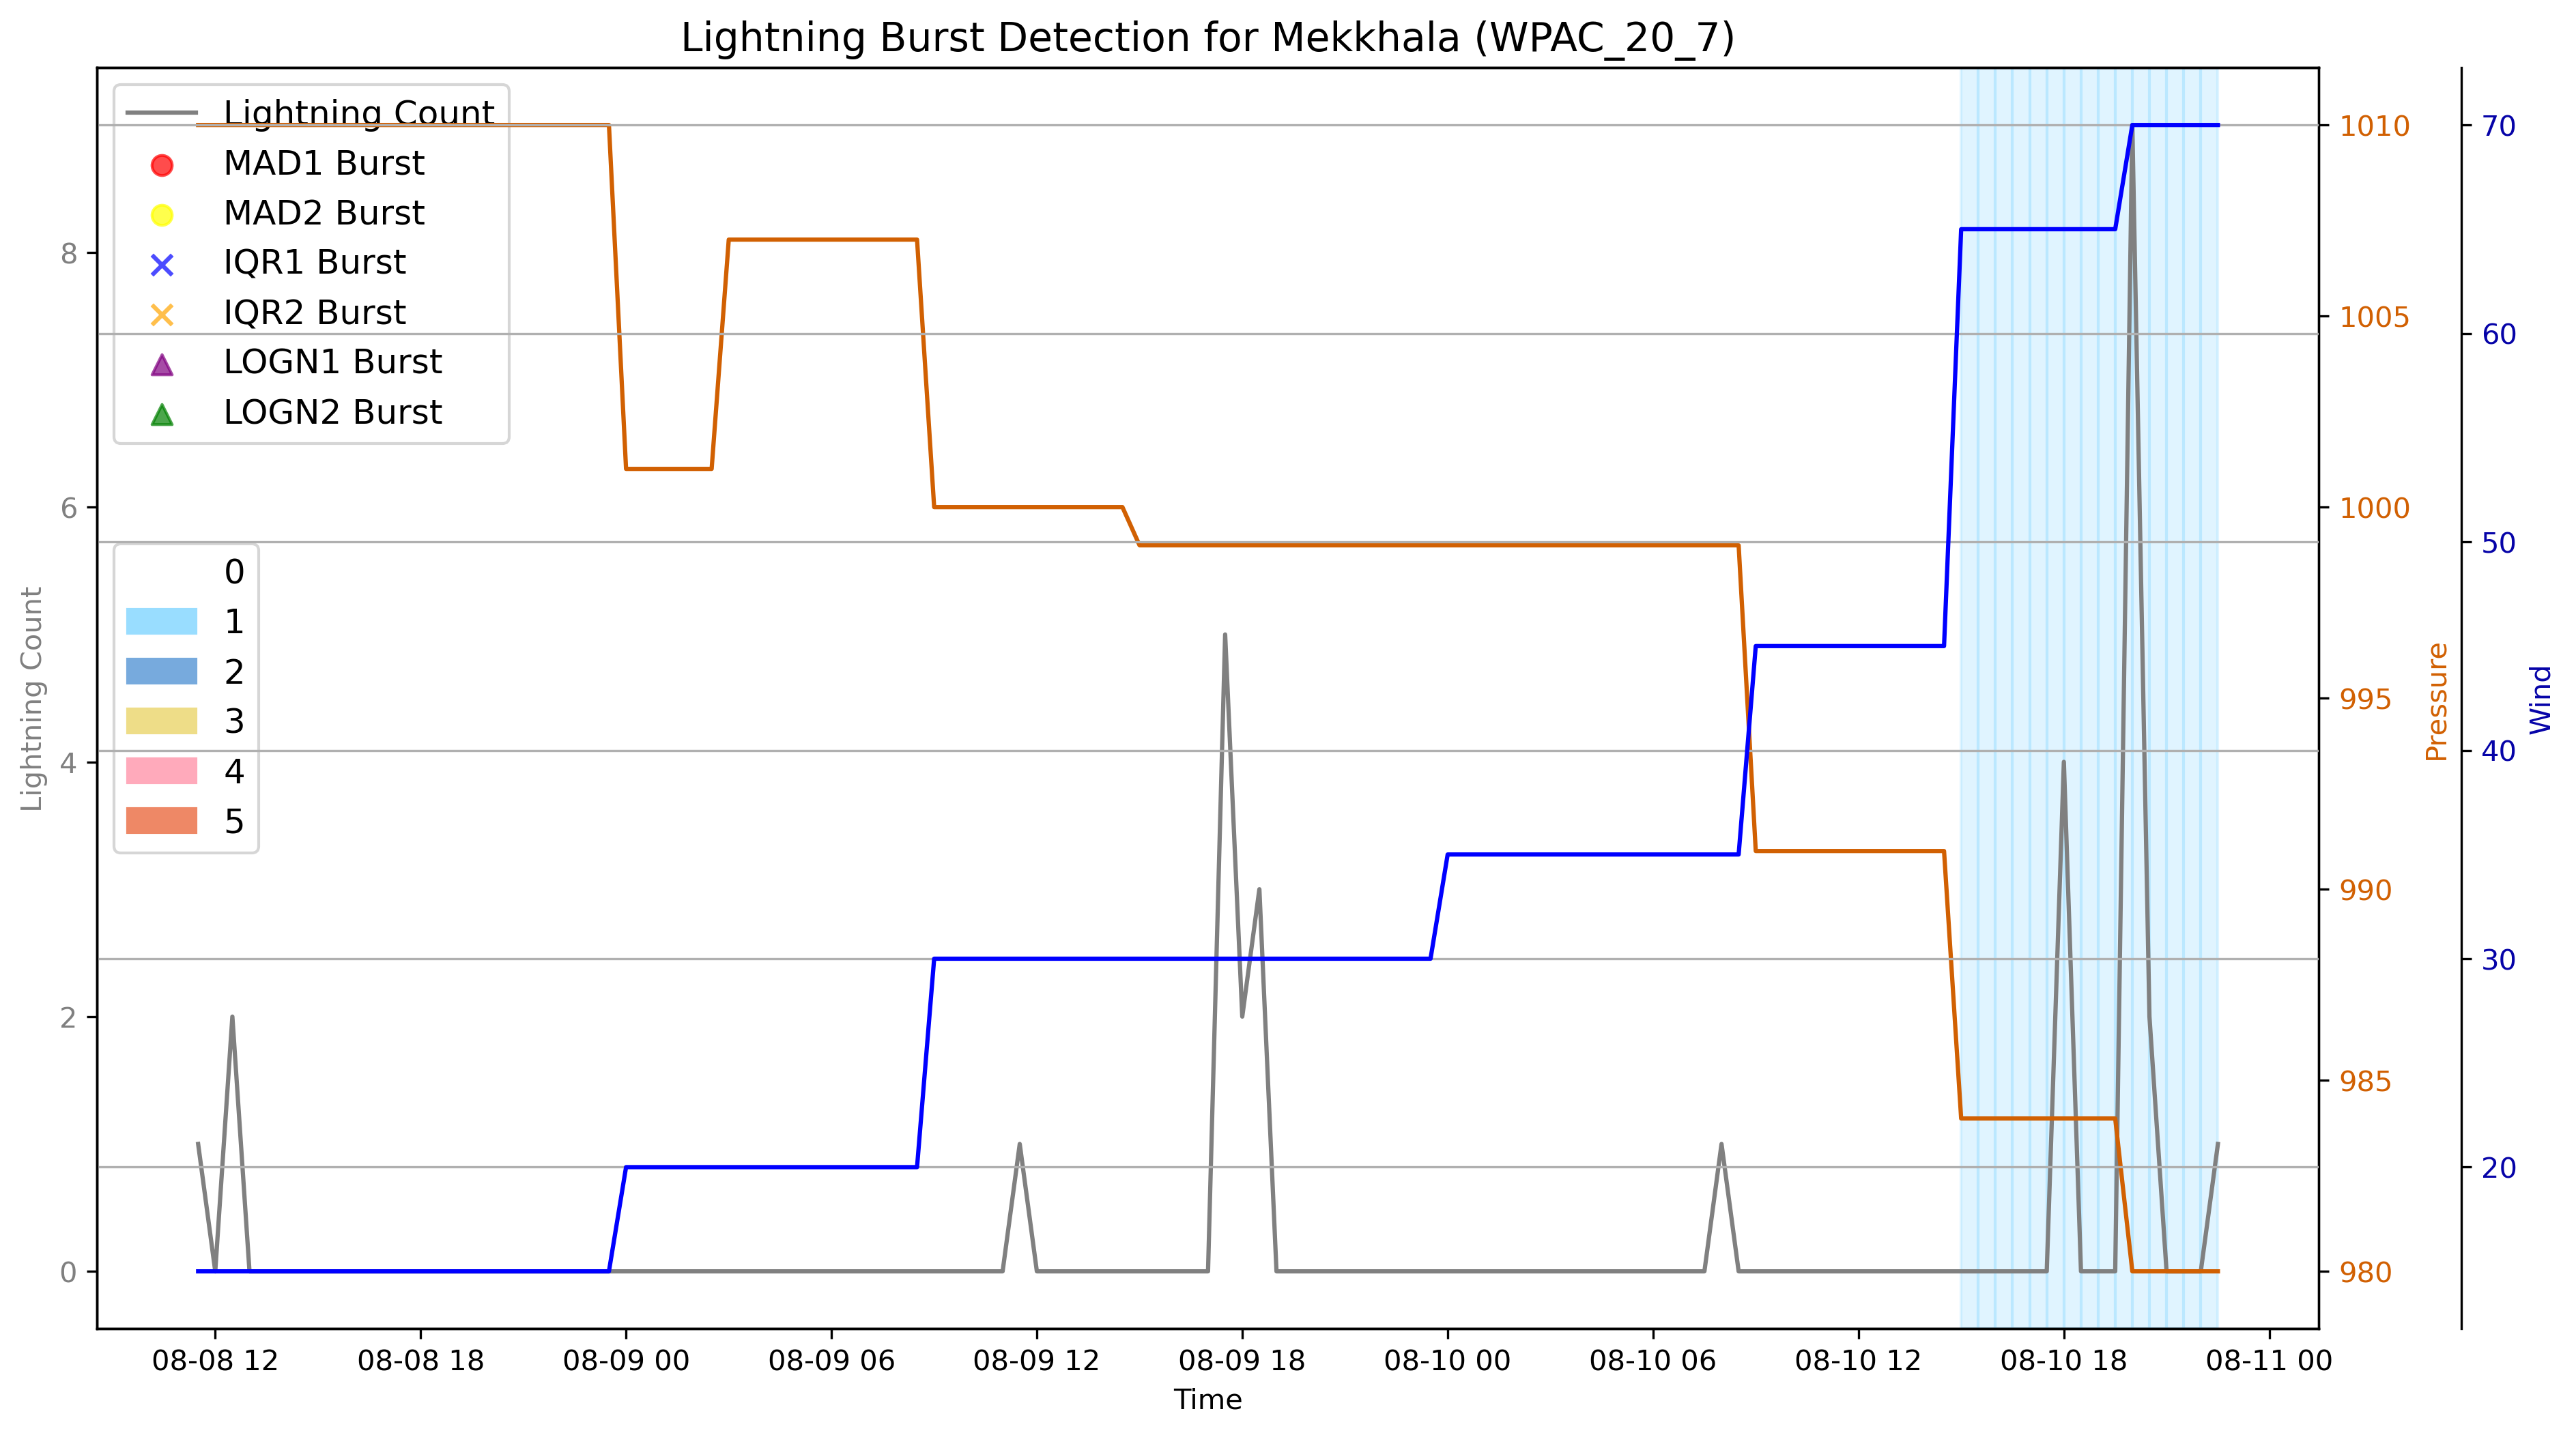 Lightning Burst Detection for Mekkhala (WPAC_20_7)
Lightning Count
MAD1 Burst
MAD2 Burst
IQR1 Burst
IQR2 Burst
LOGN1 Burst
LOGN2 Burst
0
1
2
3
4
5
Lightning Count
8
6
4
2
0
1010
1005
1000
995
990
985
980
Pressure
70
60
50
40
30
20
Wind
08-08 12
08-08 18
08-09 00
08-09 06
08-09 12
08-09 18
08-10 00
08-10 06
08-10 12
08-10 18
08-11 00
Time